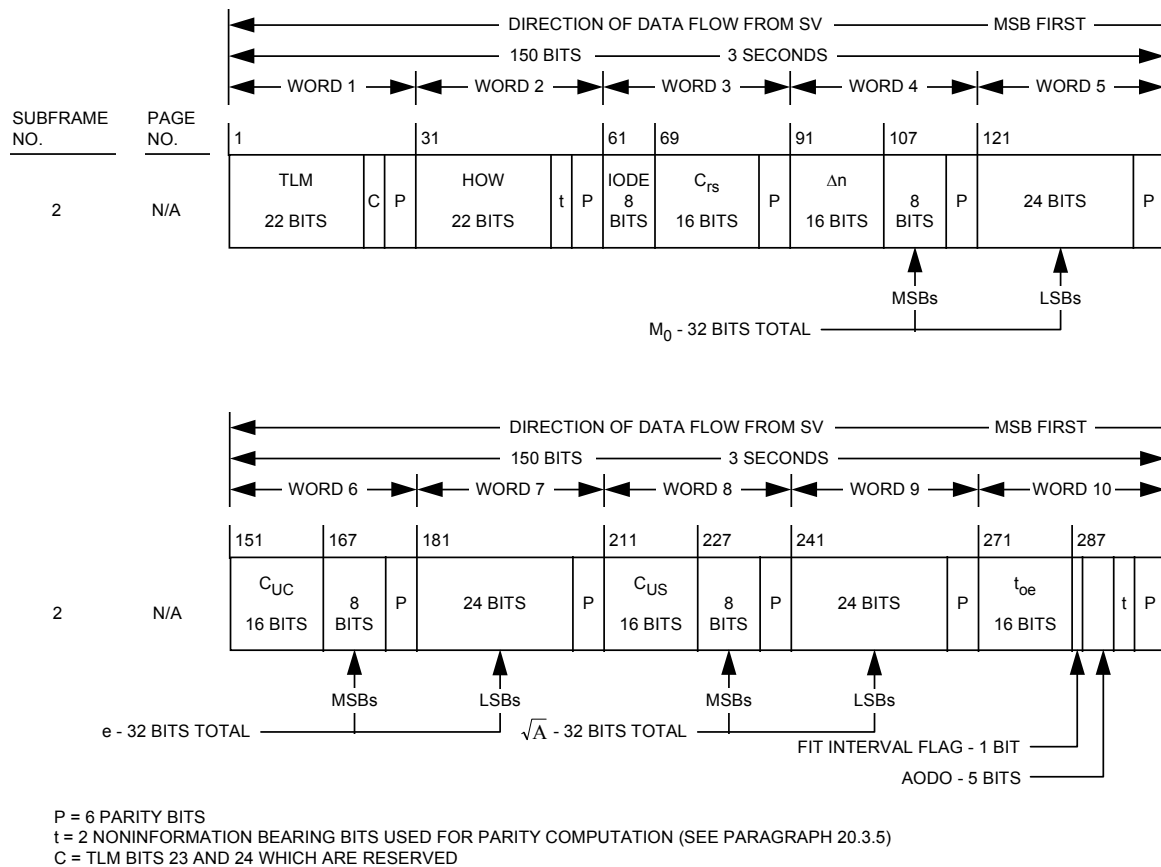 DIRECTION OF DATA FLOW FROM SV MSB FIRST
150 BITS 3 SECONDS
WORD 1 WORD 2 WORD 3 WORD 4 WORD 5
SUBFRAME NO. PAGE NO.
1 31 61 69 91 107 121
2 N/A
TLM 22 BITS C P HOW 22 BITS t P IODE 8 BITS Crs 16 BITS P Δn 16 BITS 8 BITS P 24 BITS P
MSBs LSBs
M0 - 32 BITS TOTAL
DIRECTION OF DATA FLOW FROM SV MSB FIRST
150 BITS 3 SECONDS
WORD 6 WORD 7 WORD 8 WORD 9 WORD 10
151 167 181 211 227 241 271 287
2 N/A
CUC 16 BITS 8 BITS P 24 BITS P CUS 16 BITS 8 BITS P 24 BITS P toe 16 BITS t P
MSBs LSBs MSBs LSBs
e - 32 BITS TOTAL √A - 32 BITS TOTAL
FIT INTERVAL FLAG - 1 BIT
AODO - 5 BITS
P = 6 PARITY BITS
t = 2 NONINFORMATION BEARING BITS USED FOR PARITY COMPUTATION (SEE PARAGRAPH 20.3.5)
C = TLM BITS 23 AND 24 WHICH ARE RESERVED